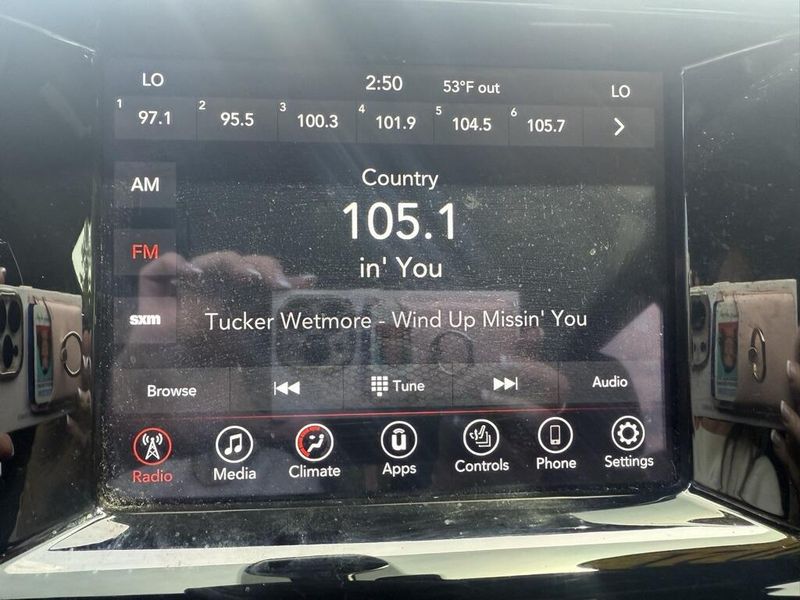 LO 2:50 53°F out LO
1 97.1 2 95.5 3 100.3 4 101.9 5 104.5 6 105.7
AM
Country
105.1
FM
in' You
sxm
Tucker Wetmore - Wind Up Missin' You
Browse Tune Audio
Radio Media Climate Apps Controls Phone Settings